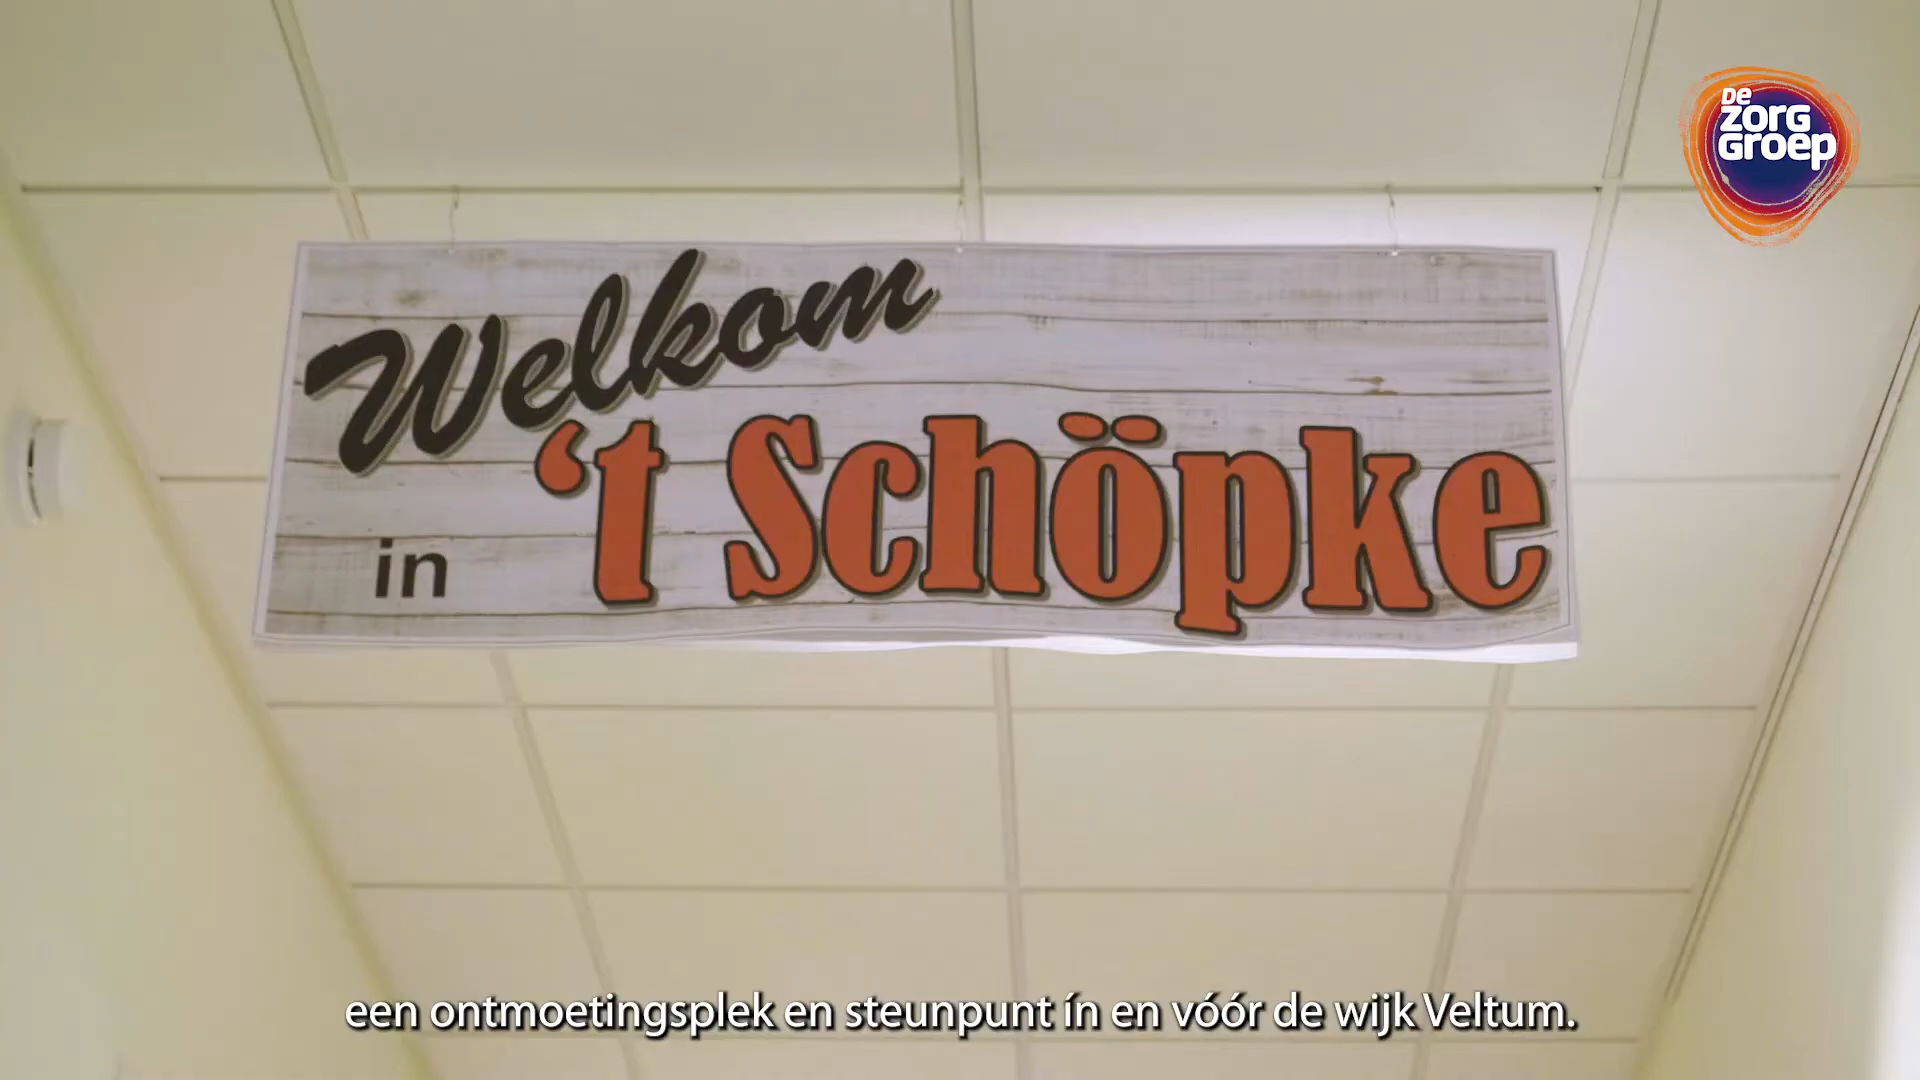 De
Zorg
Groep
Welkom
in 't Schöpke
een ontmoetingsplek en steunpunt ín en vóór de wijk Veltum.